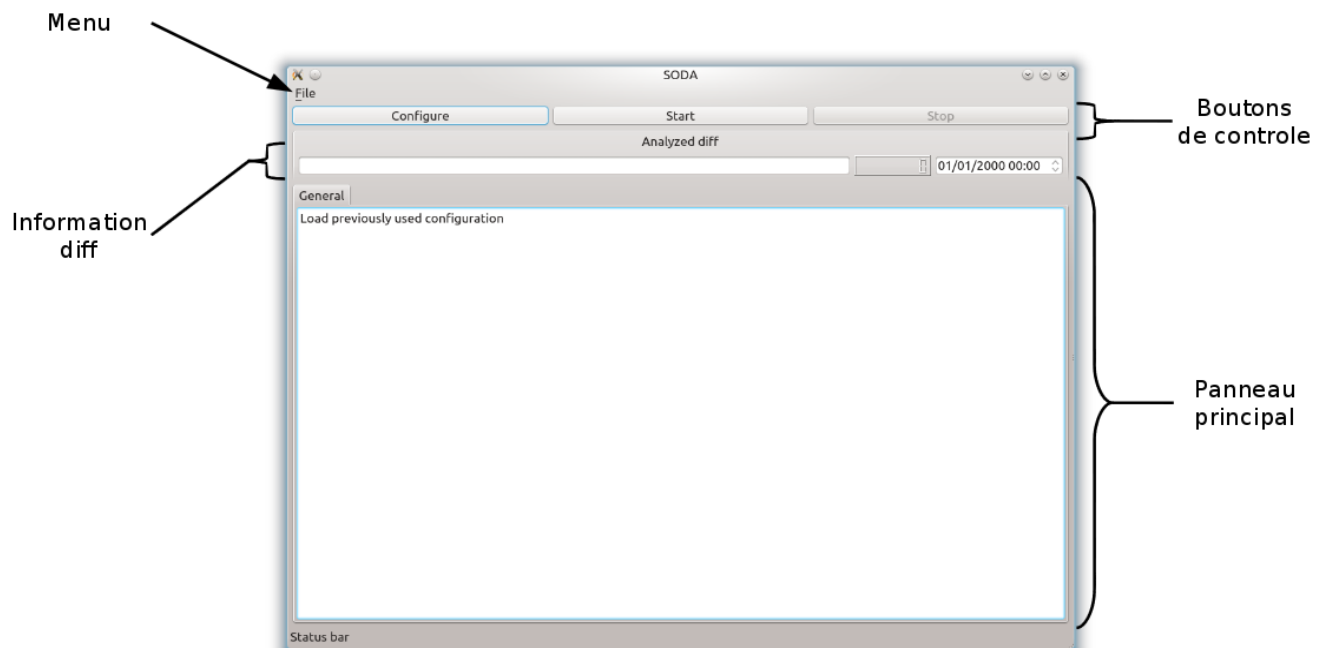 Menu
SODA
File
Configure
Start
Stop
Boutons
de controle
Analyzed diff
01/01/2000 00:00
Information
diff
General
Load previously used configuration
Panneau
principal
Status bar